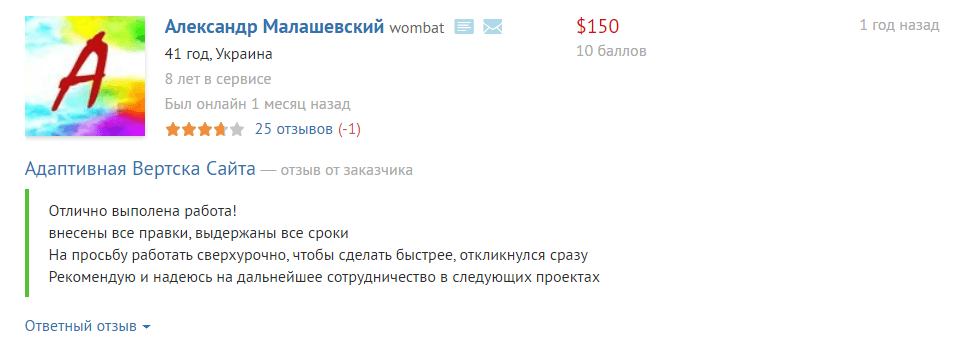 А
Александр Малашевский wombat
$150
1 год назад
41 год, Украина
10 баллов
8 лет в сервисе
Был онлайн 1 месяц назад
25 отзывов (-1)
Адаптивная Вертска Сайта — отзыв от заказчика
Отлично выполена работа!
внесены все правки, выдержаны все сроки
На просьбу работать сверхурочно, чтобы сделать быстрее, откликнулся сразу
Рекомендую и надеюсь на дальнейшее сотрудничество в следующих проектах
Ответный отзыв